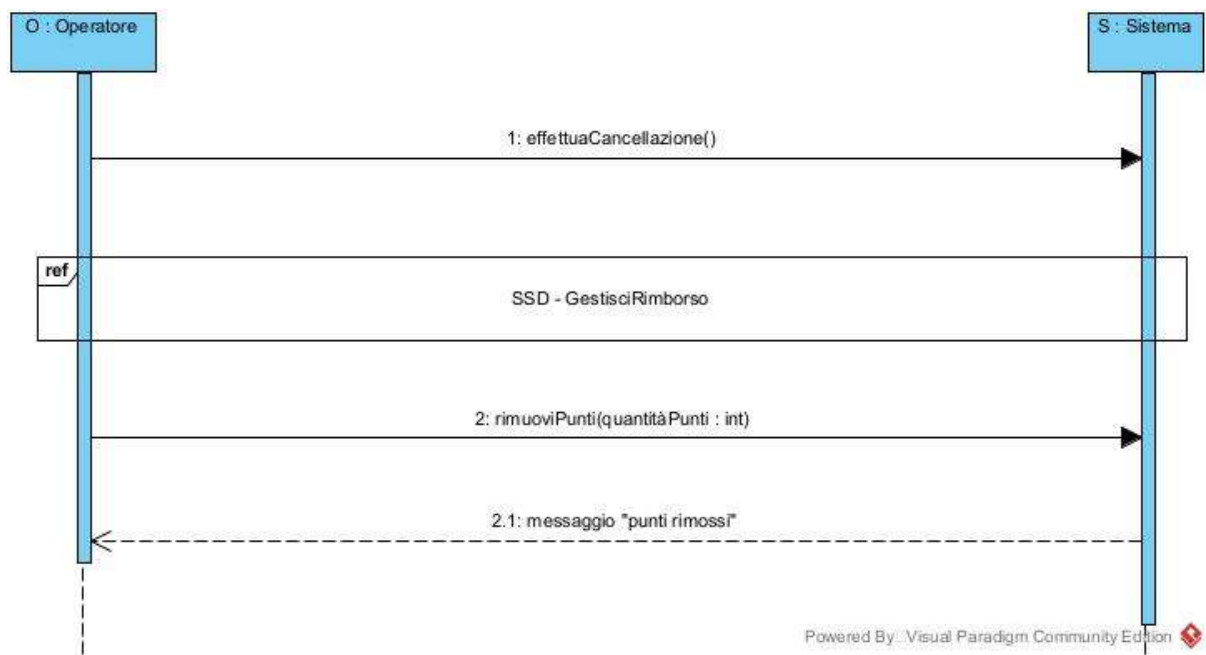 O : Operatore
S : Sistema
1: effettuaCancellazione()
ref
SSD - GestisciRimborso
2: rimuoviPunti(quantitàPunti : int)
2.1: messaggio "punti rimossi"
Powered By Visual Paradigm Community Edition